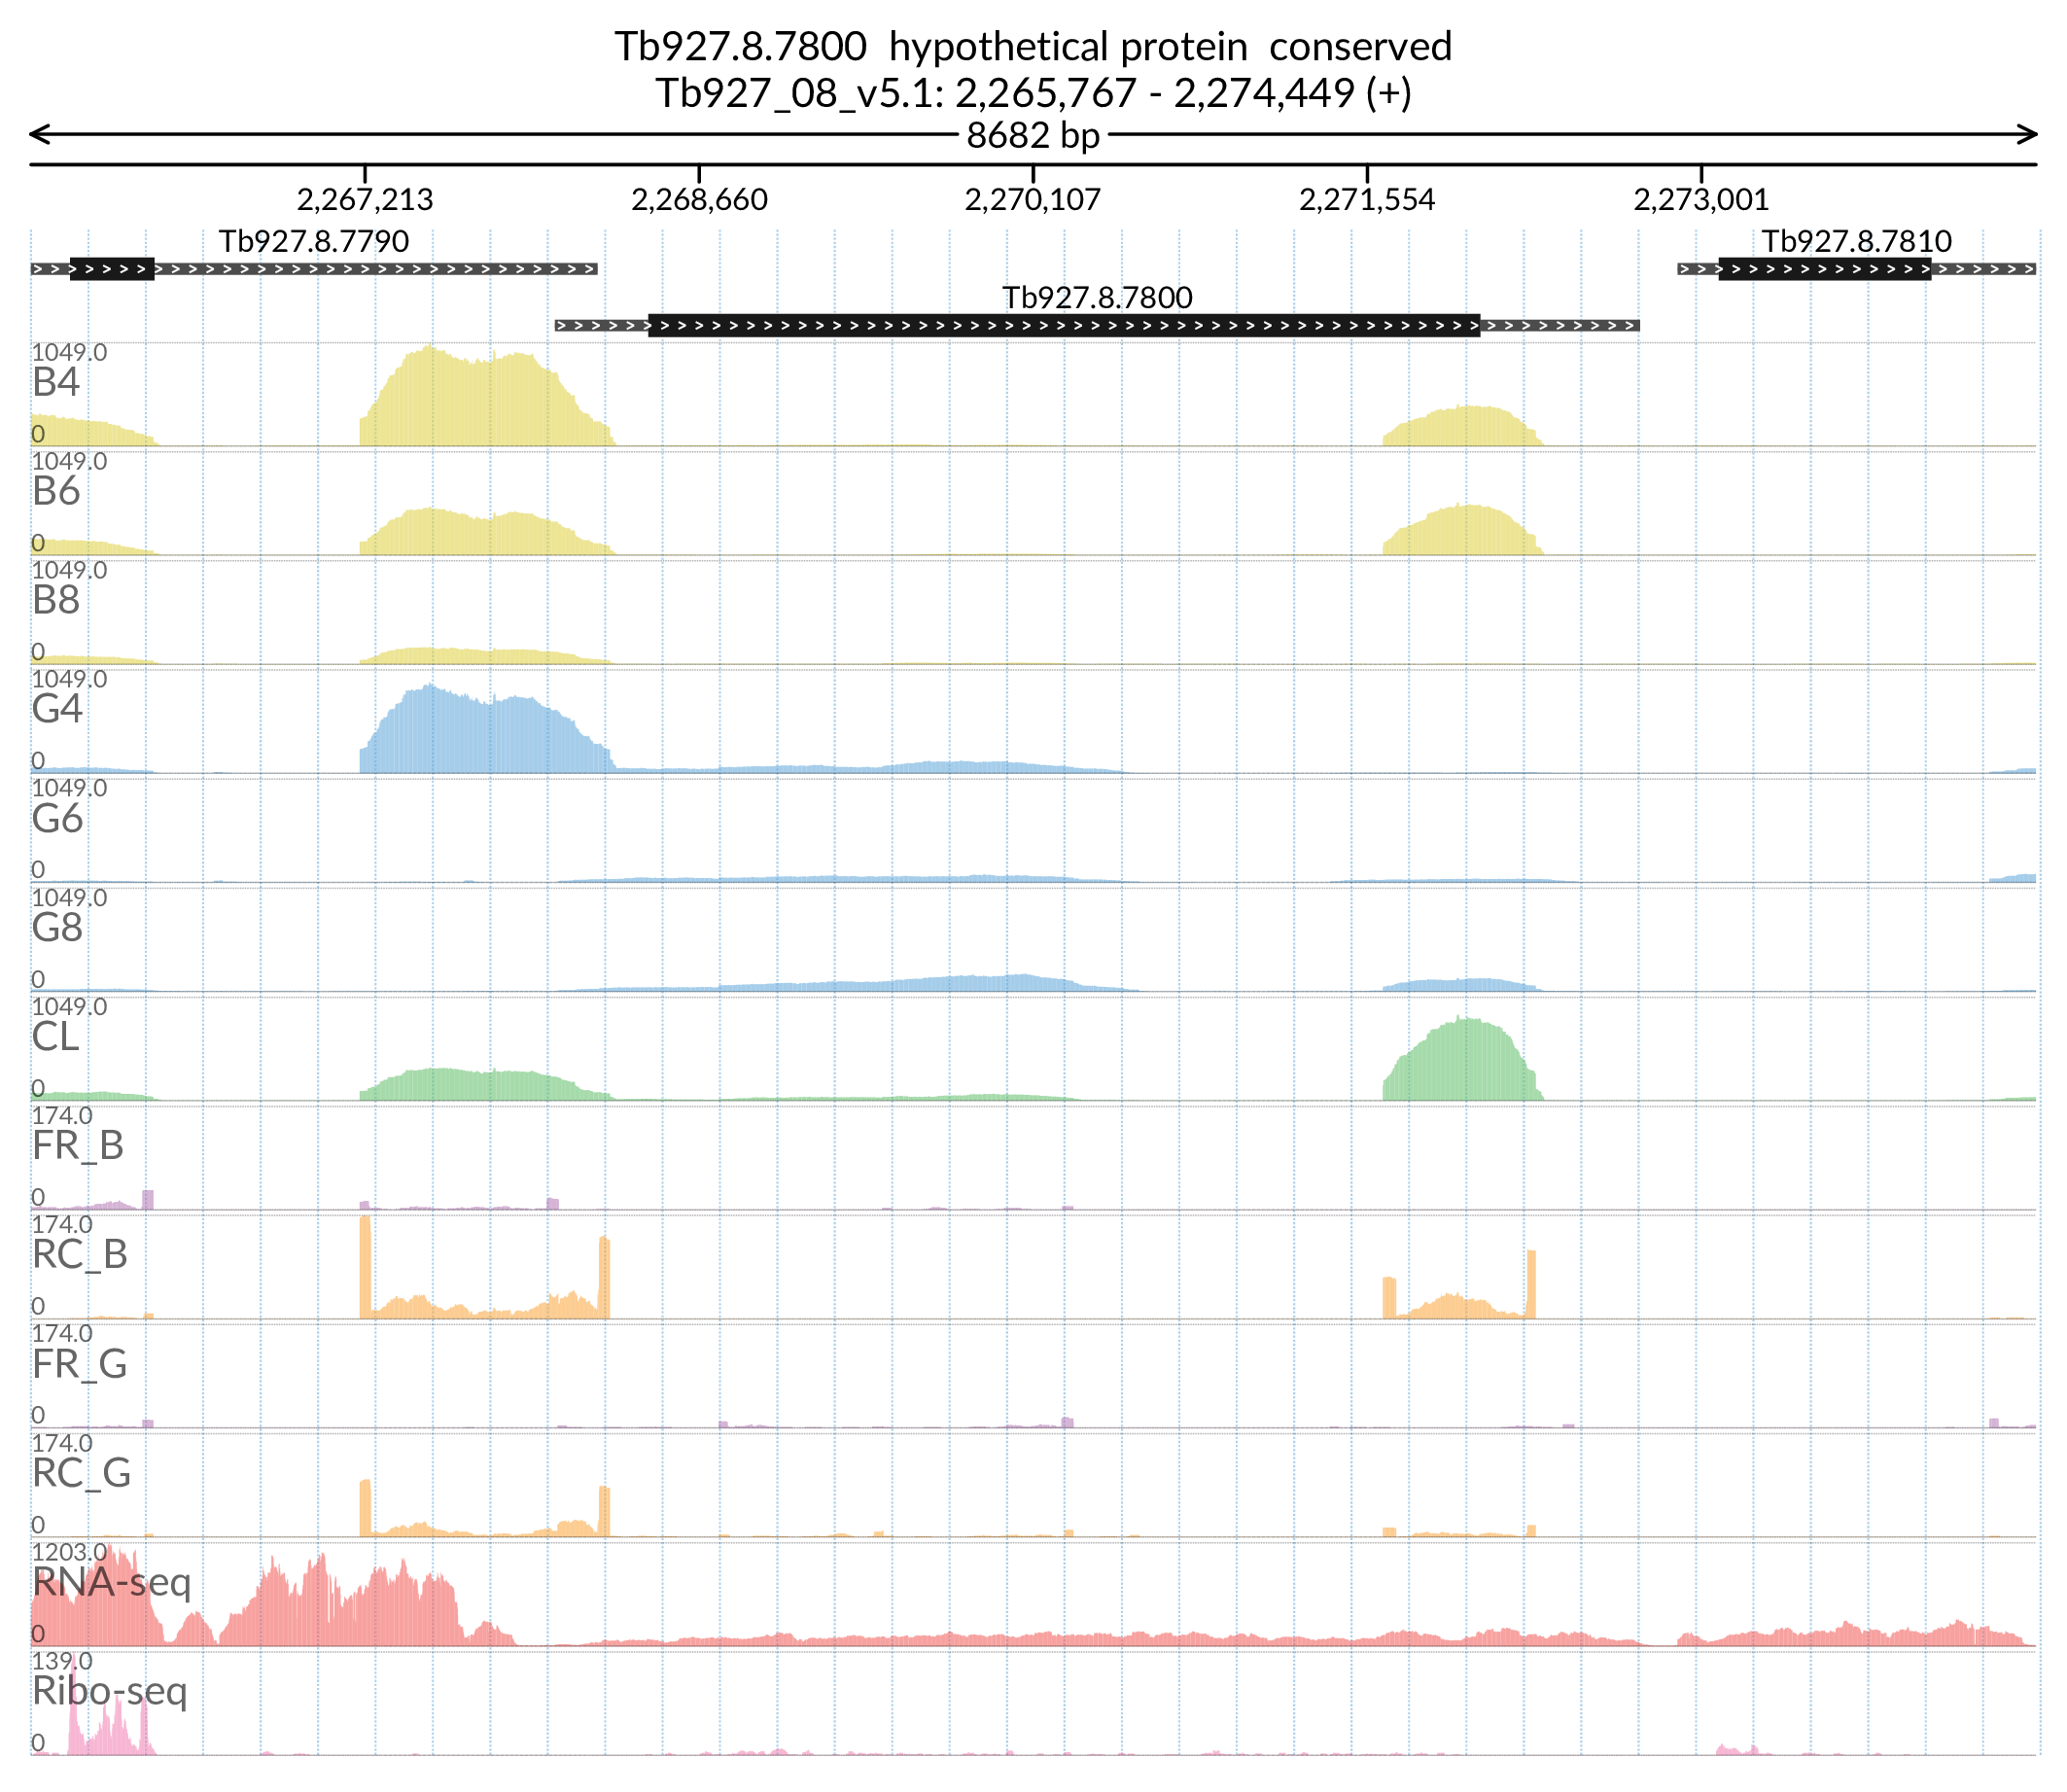 Tb927.8.7800 hypothetical protein conserved
Tb927_08_v5.1: 2,265,767 - 2,274,449 (+)
8682 bp
2,267,213 2,268,660 2,270,107 2,271,554 2,273,001
Tb927.8.7790 Tb927.8.7810
Tb927.8.7800
1049.0
B4
0
1049.0
B6
0
1049.0
B8
0
1049.0
G4
0
1049.0
G6
0
1049.0
G8
0
1049.0
CL
0
174.0
FR_B
0
174.0
RC_B
0
174.0
FR_G
0
174.0
RC_G
0
1203.0
RNA-seq
0
139.0
Ribo-seq
0